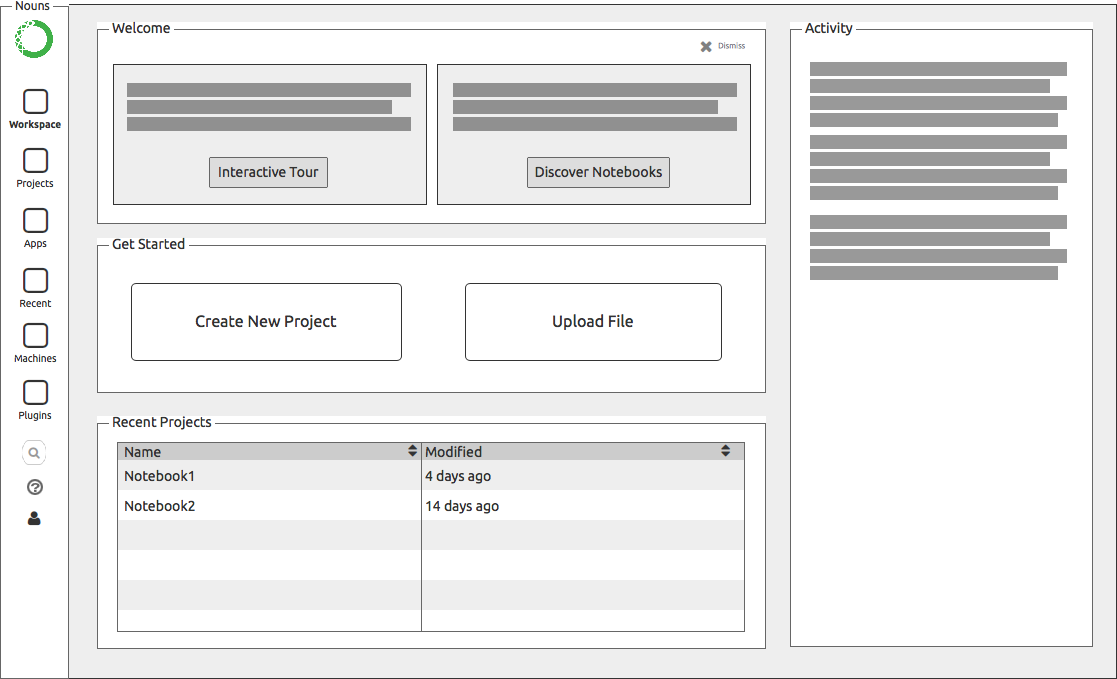 Nouns
Workspace
Projects
Apps
Recent
Machines
Plugins
Welcome
Dismiss
Interactive Tour
Discover Notebooks
Get Started
Create New Project
Upload File
Recent Projects
Name Modified
Notebook1 4 days ago
Notebook2 14 days ago
Activity